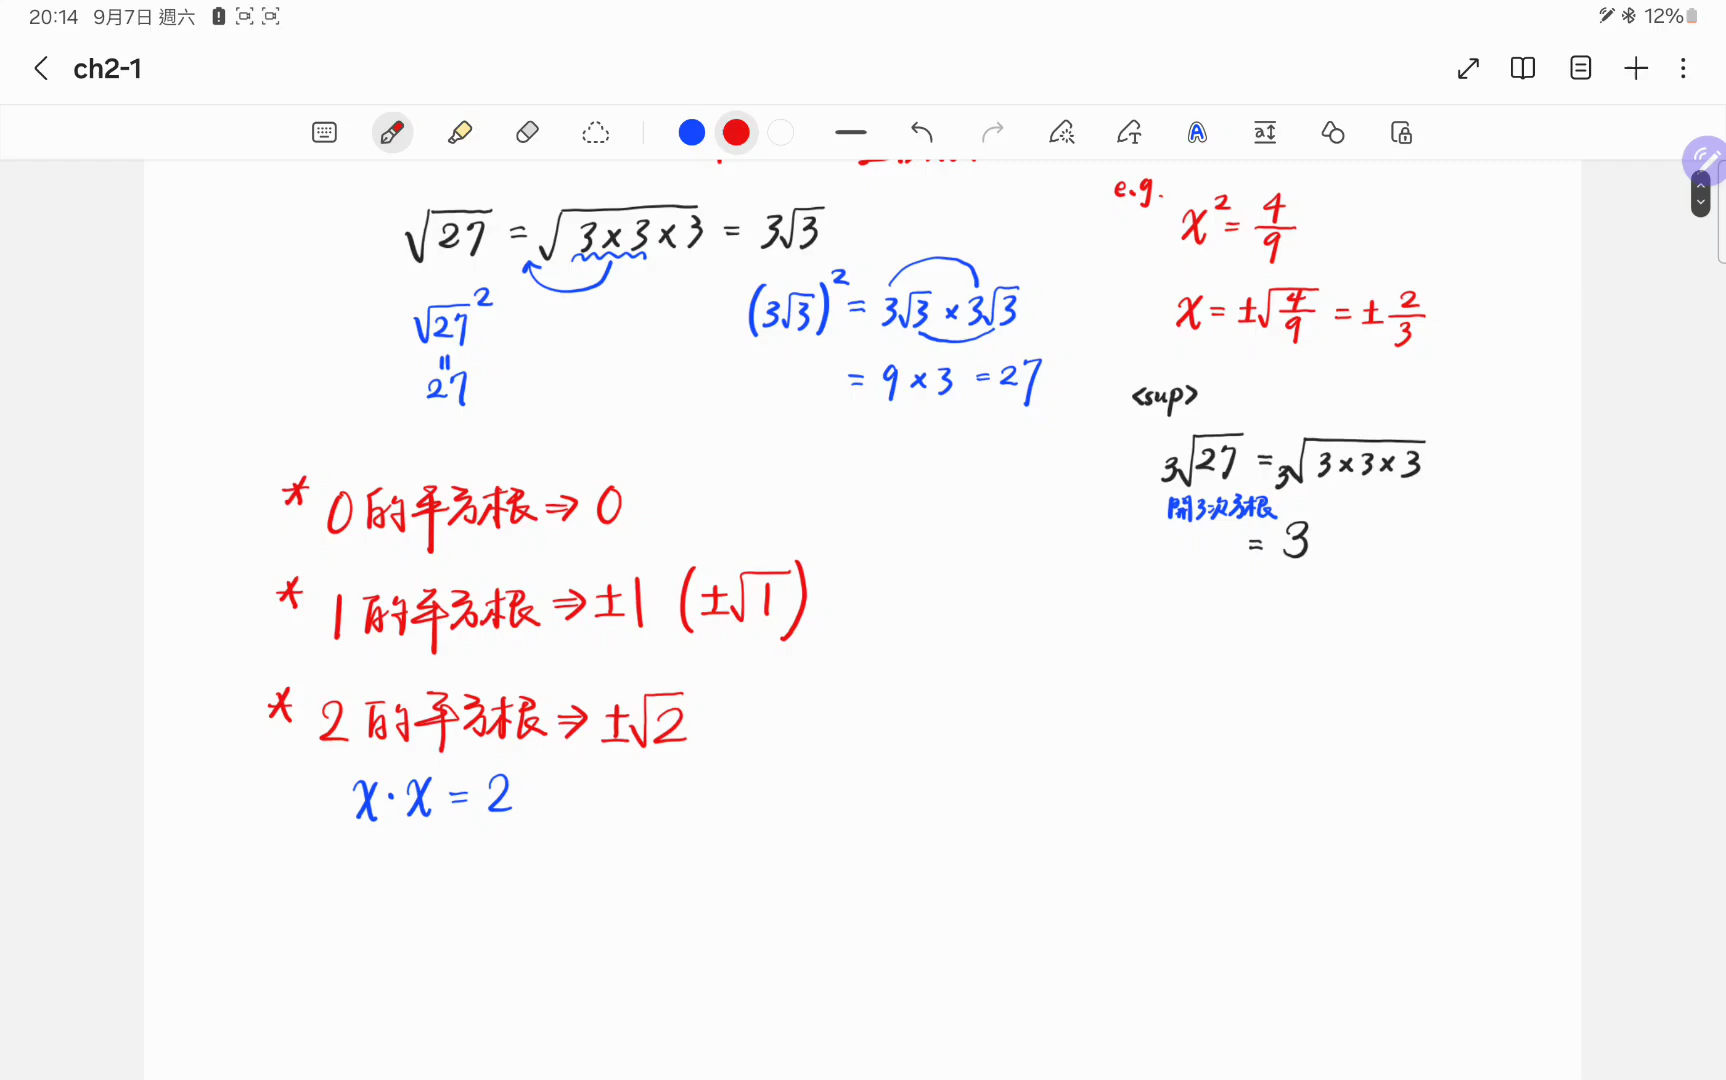 20:14 9月7日 週六 12%
ch2-1
√27 = √3×3×3 = 3√3
√27²
=
27
(3√3)² = 3√3 × 3√3
= 9 × 3 = 27
e.g. x² = 4/9
x = ±√4/9 = ±2/3
<sup>
3√27 = 3√3×3×3
開3次方根
= 3
* 0的平方根 ⇒ 0
* 1的平方根 ⇒ ±1 (±√1)
* 2的平方根 ⇒ ±√2
x·x = 2